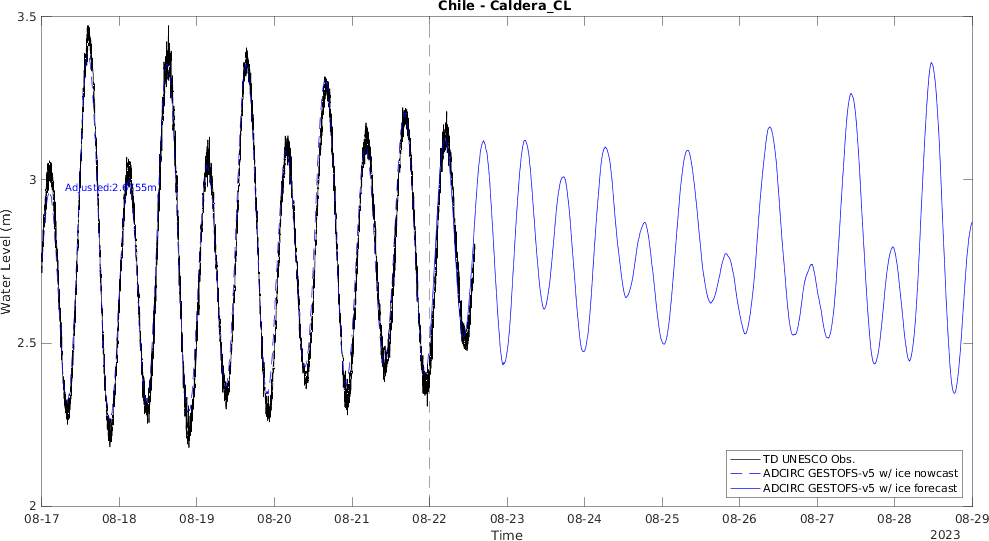 Chile - Caldera_CL
Water Level (m)
3.5
3
2.5
2
Adjusted:2.6455m
TD UNESCO Obs.
ADCIRC GESTOFS-v5 w/ ice nowcast
ADCIRC GESTOFS-v5 w/ ice forecast
08-17 08-18 08-19 08-20 08-21 08-22 08-23 08-24 08-25 08-26 08-27 08-28 08-29
Time
2023